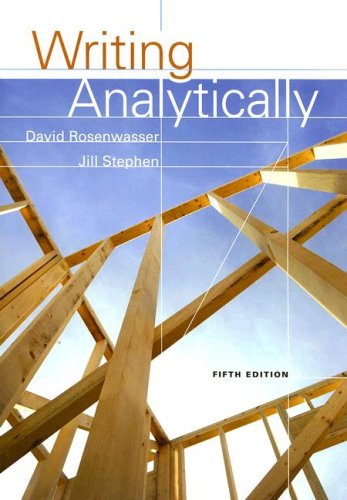 Writing
Analytically
David Rosenwasser
Jill Stephen
FIFTH EDITION